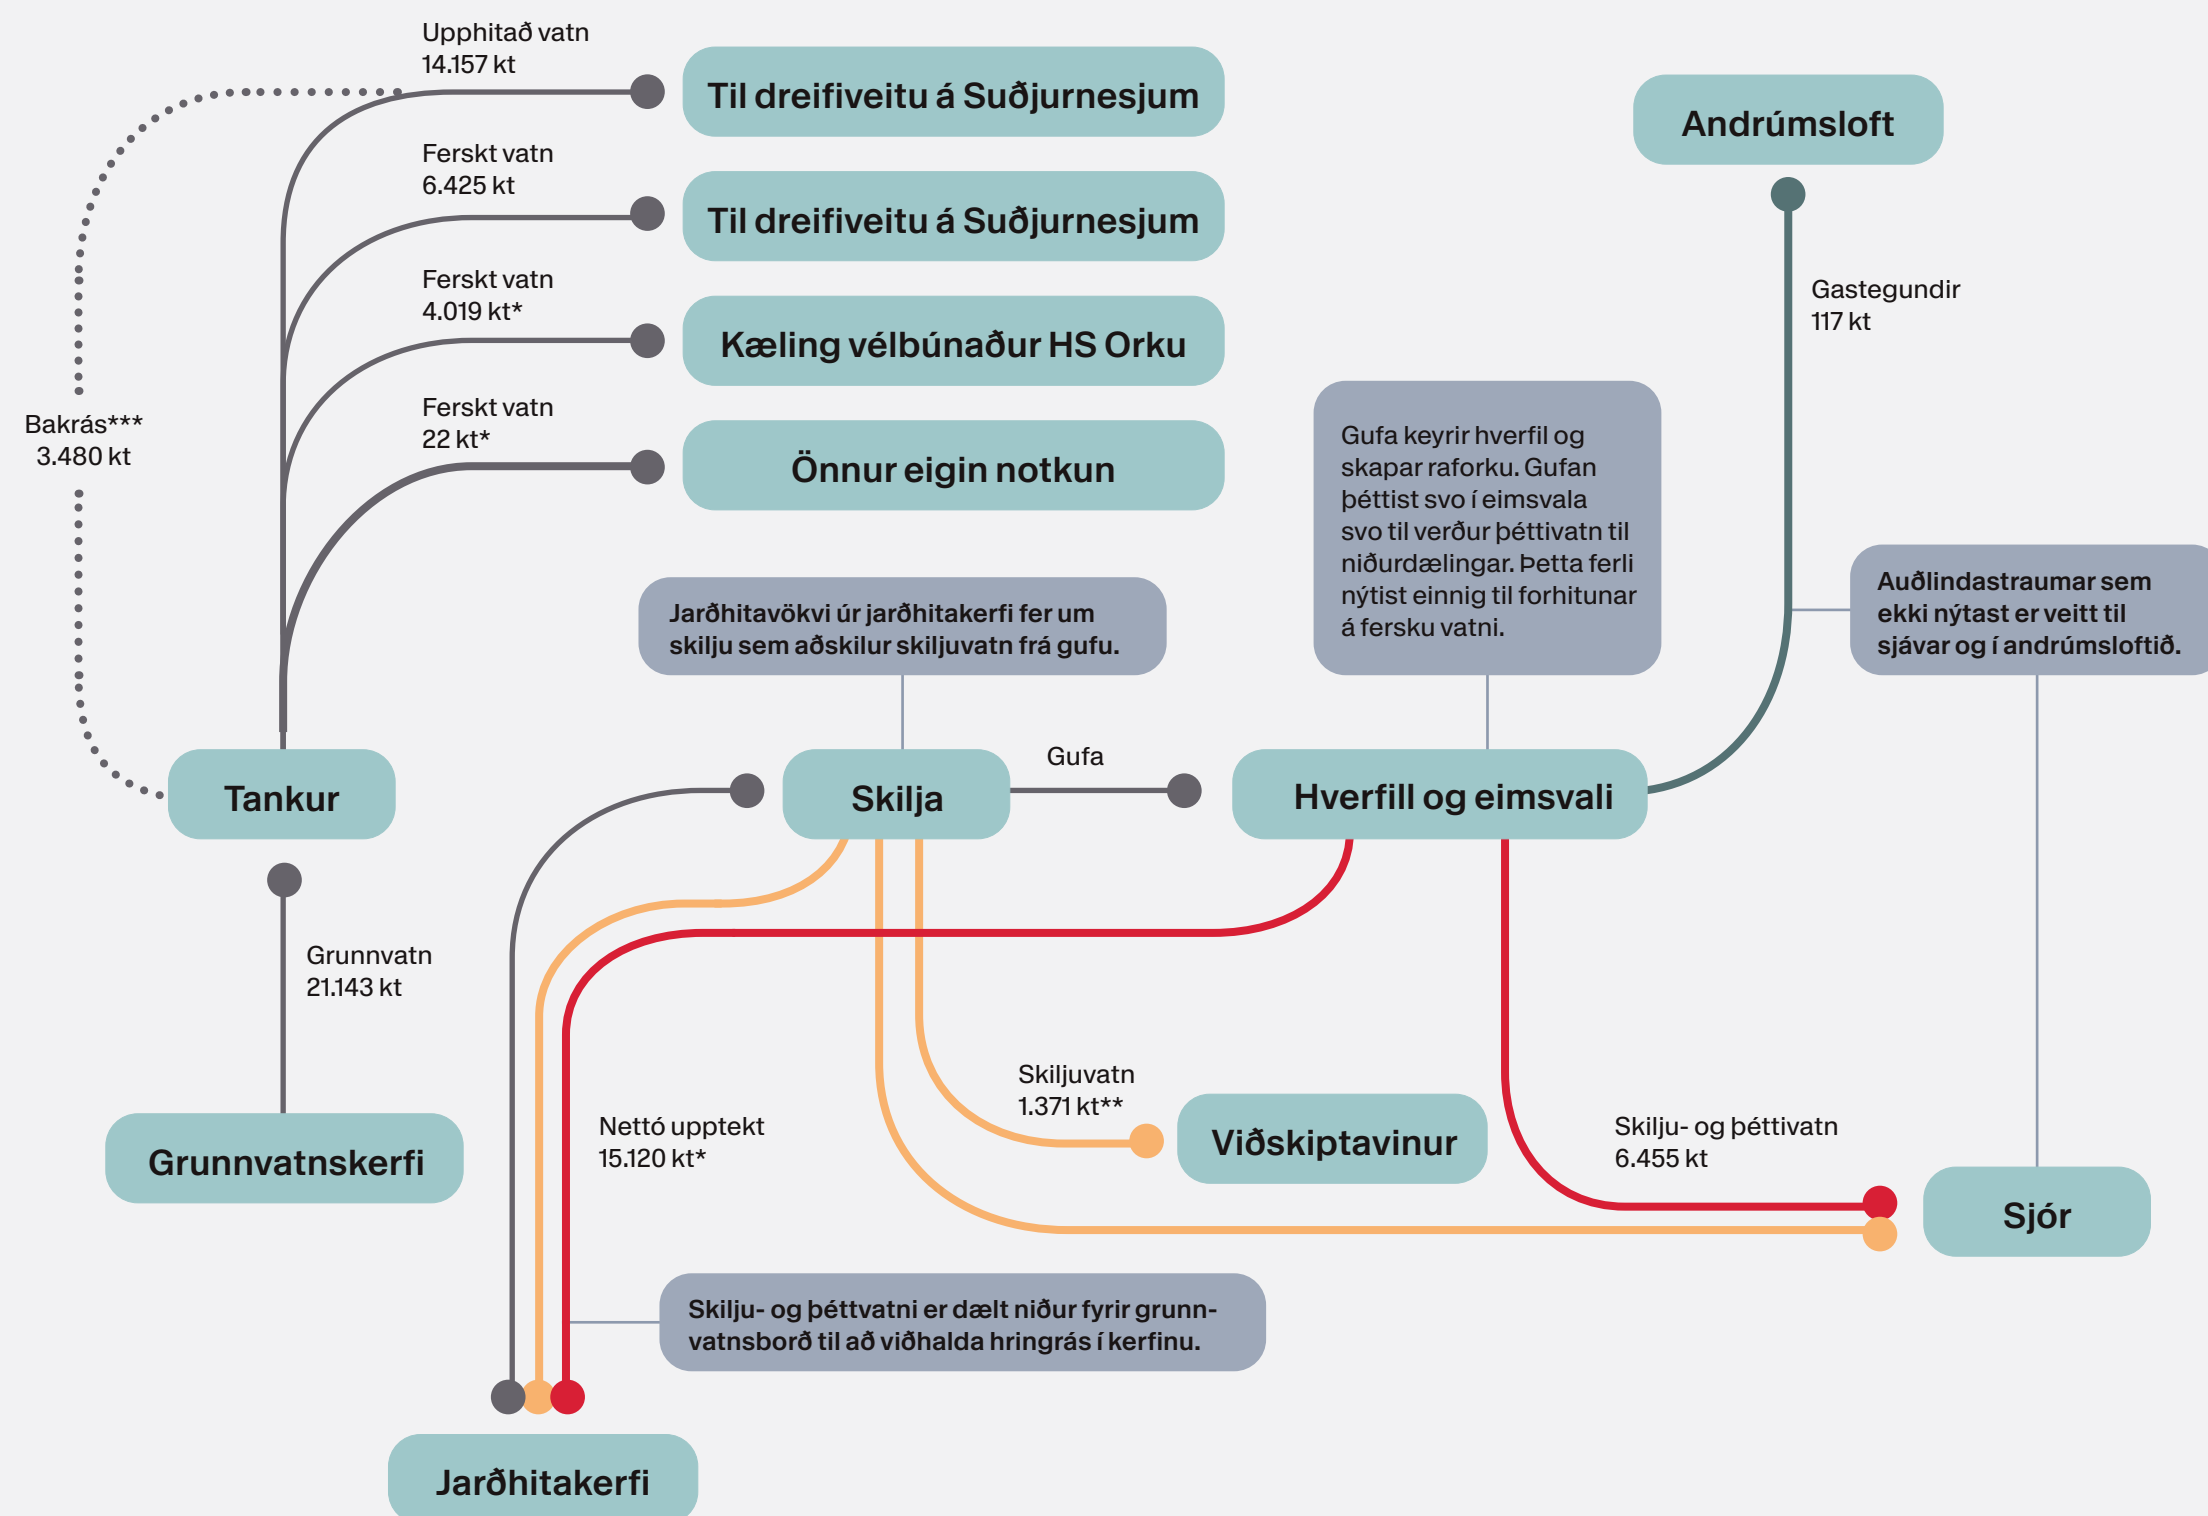 Upphitað vatn
14.157 kt
Til dreifiveitu á Suðjurnesjum
Ferskt vatn
6.425 kt
Til dreifiveitu á Suðjurnesjum
Ferskt vatn
4.019 kt*
Kæling vélbúnaður HS Orku
Ferskt vatn
22 kt*
Önnur eigin notkun
Bakrás***
3.480 kt
Andrúmsloft
Gastegundir
117 kt
Gufa keyrir hverfil og
skapar raforku. Gufan
þéttist svo í eimsvala
svo til verður þéttivatn til
niðurdælingar. Þetta ferli
nýtist einnig til forhitunar
á fersku vatni.
Auðlindastraumar sem
ekki nýtast er veitt til
sjávar og í andrúmsloftið.
Jarðhitavökvi úr jarðhitakerfi fer um
skilju sem aðskilur skiljuvatn frá gufu.
Tankur
Skilja
Gufa
Hverfill og eimsvali
Grunnvatn
21.143 kt
Grunnvatnskerfi
Nettó upptekt
15.120 kt*
Skiljuvatn
1.371 kt**
Viðskiptavinur
Skilju- og þéttivatn
6.455 kt
Sjór
Skilju- og þéttvatni er dælt niður fyrir grunn-
vatnsborð til að viðhalda hringrás í kerfinu.
Jarðhitakerfi